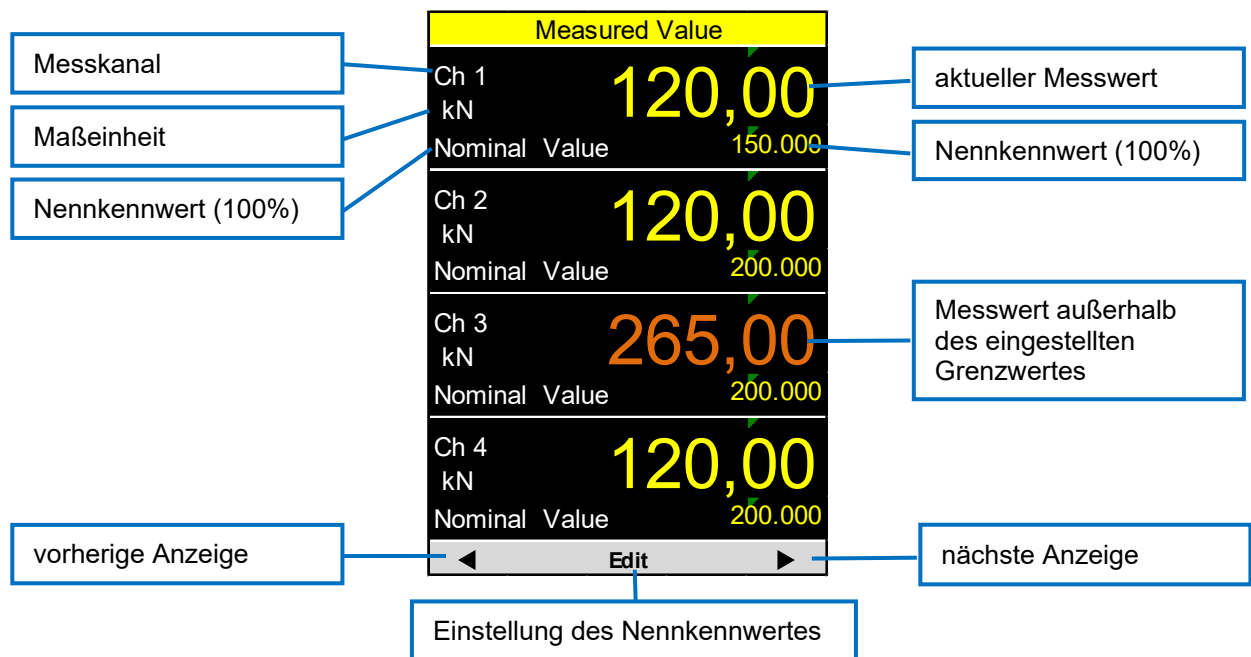 Measured Value
Messkanal
Maßeinheit
Nennkennwert (100%)
Ch 1
kN
120,00
Nominal Value 150.000
aktueller Messwert
Nennkennwert (100%)
Ch 2
kN
120,00
Nominal Value 200.000
Ch 3
kN
265,00
Nominal Value 200.000
Messwert außerhalb
des eingestellten
Grenzwertes
Ch 4
kN
120,00
Nominal Value 200.000
vorherige Anzeige
◀ Edit ▶
nächste Anzeige
Einstellung des Nennkennwertes